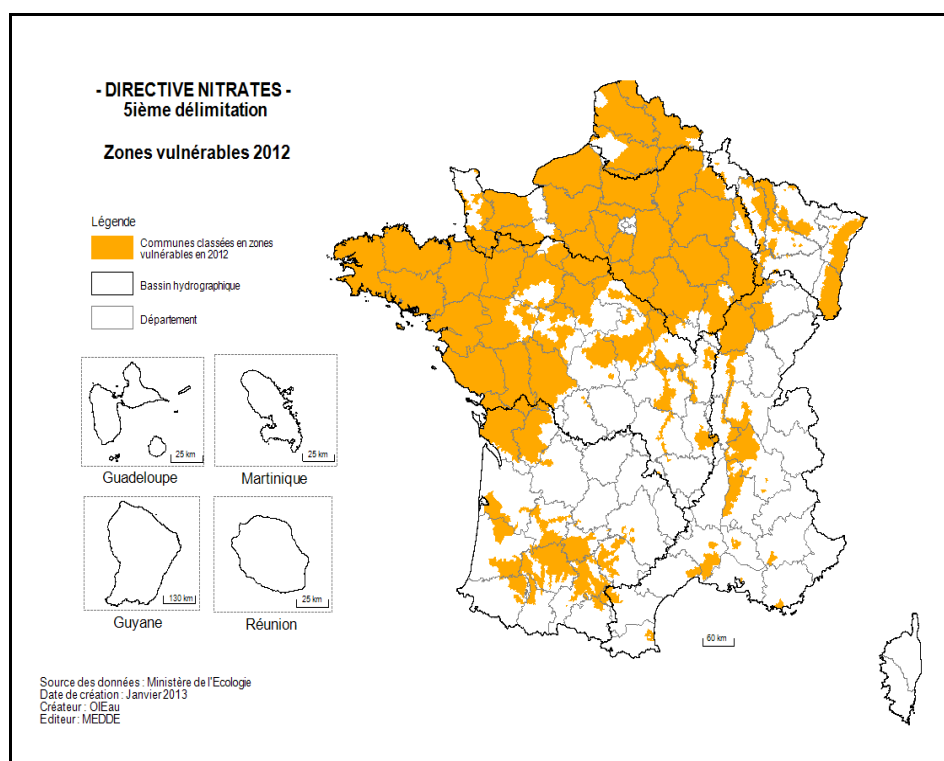 - DIRECTIVE NITRATES -
5ième délimitation
Zones vulnérables 2012
Légende
Communes classées en zones
vulnérables en 2012
Bassin hydrographique
Département
25 km
Guadeloupe
25 km
Martinique
130 km
Guyane
25 km
Réunion
60 km
Source des données : Ministère de l'Ecologie
Date de création : Janvier 2013
Créateur : OIEau
Editeur : MEDDE